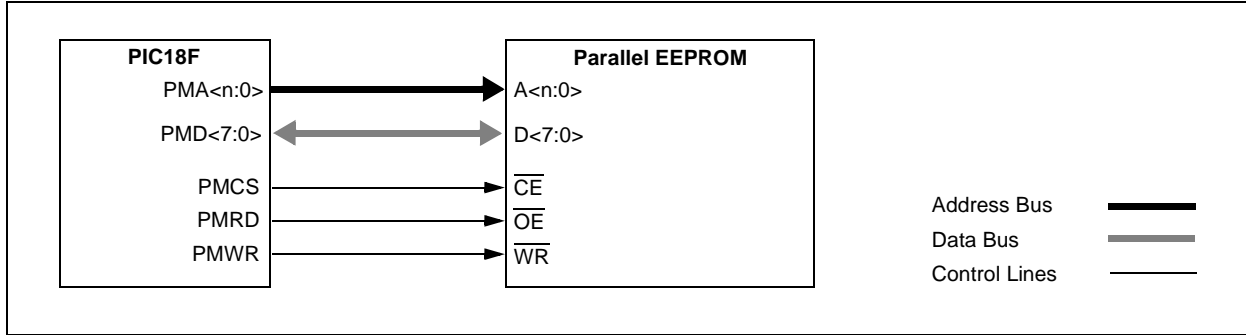 PIC18F
Parallel EEPROM
PMA<n:0>
A<n:0>
PMD<7:0>
D<7:0>
PMCS
CE
PMRD
OE
PMWR
WR
Address Bus
Data Bus
Control Lines